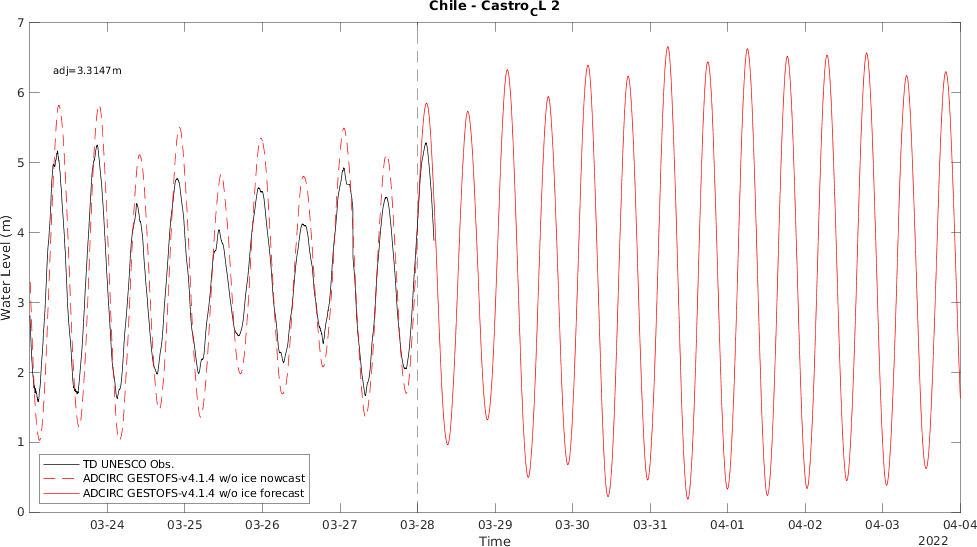 Chile - Castro_CL 2
7
adj=3.3147m
6
5
4
Water Level (m)
3
2
1
0
TD UNESCO Obs.
ADCIRC GESTOFS-v4.1.4 w/o ice nowcast
ADCIRC GESTOFS-v4.1.4 w/o ice forecast
03-24 03-25 03-26 03-27 03-28 03-29 03-30 03-31 04-01 04-02 04-03 04-04
Time
2022